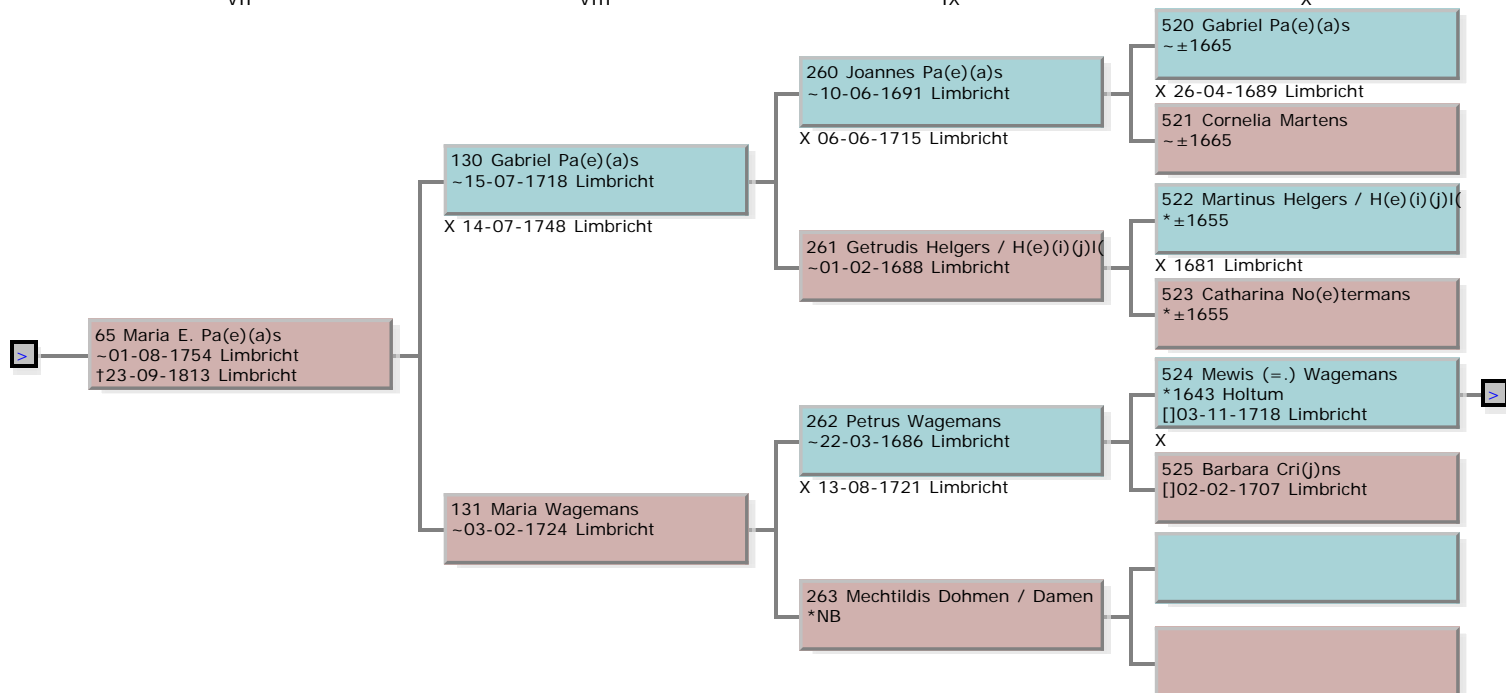 VII
VIII
IX
X
65 Maria E. Pa(e)(a)s
~01-08-1754 Limbricht
†23-09-1813 Limbricht
>
130 Gabriel Pa(e)(a)s
~15-07-1718 Limbricht
X 14-07-1748 Limbricht
131 Maria Wagemans
~03-02-1724 Limbricht
260 Joannes Pa(e)(a)s
~10-06-1691 Limbricht
X 06-06-1715 Limbricht
261 Getrudis Helgers / H(e)(i)(j)l(
~01-02-1688 Limbricht
262 Petrus Wagemans
~22-03-1686 Limbricht
X 13-08-1721 Limbricht
263 Mechtildis Dohmen / Damen
*NB
520 Gabriel Pa(e)(a)s
~±1665
X 26-04-1689 Limbricht
521 Cornelia Martens
~±1665
522 Martinus Helgers / H(e)(i)(j)l(
*±1655
X 1681 Limbricht
523 Catharina No(e)termans
*±1655
524 Mewis (=.) Wagemans
*1643 Holtum
[]03-11-1718 Limbricht
>
X
525 Barbara Cri(j)ns
[]02-02-1707 Limbricht